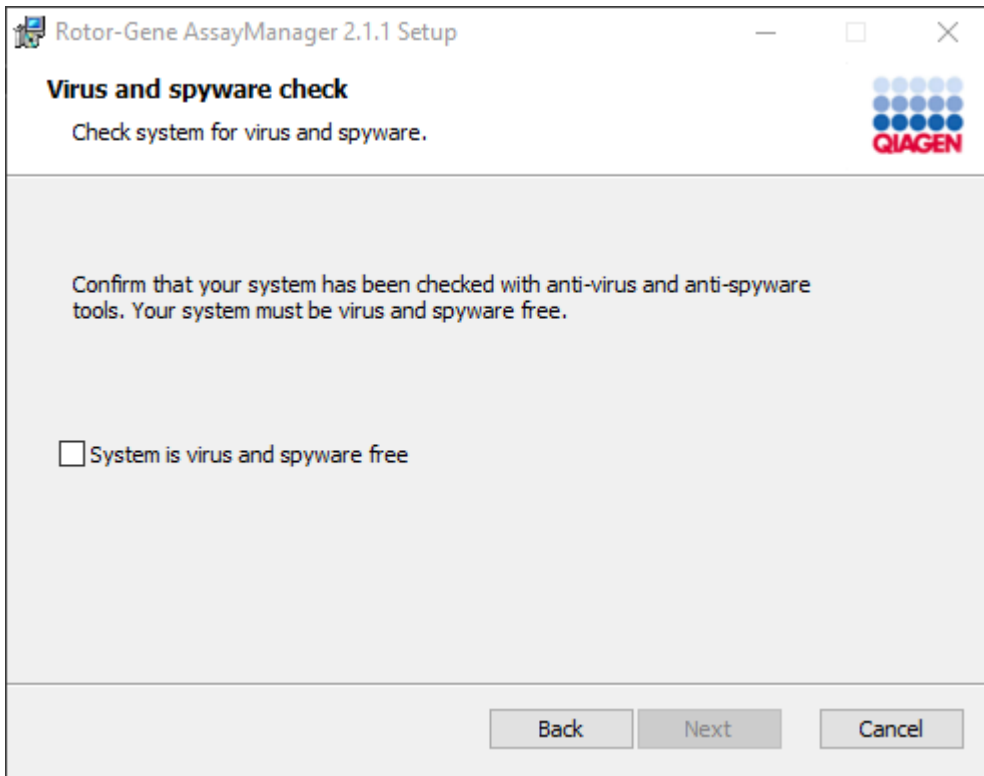 Rotor-Gene AssayManager 2.1.1 Setup
Virus and spyware check
Check system for virus and spyware.
QIAGEN
Confirm that your system has been checked with anti-virus and anti-spyware
tools. Your system must be virus and spyware free.
System is virus and spyware free
Back Next Cancel